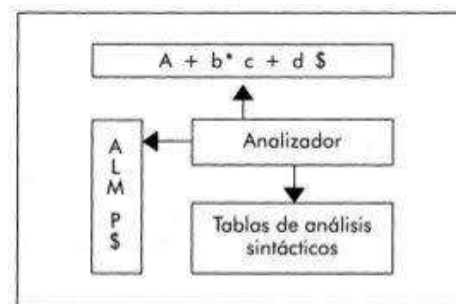 A + b* c + d $
A
L
M
P
$
Analizador
Tablas de análisis
sintácticos